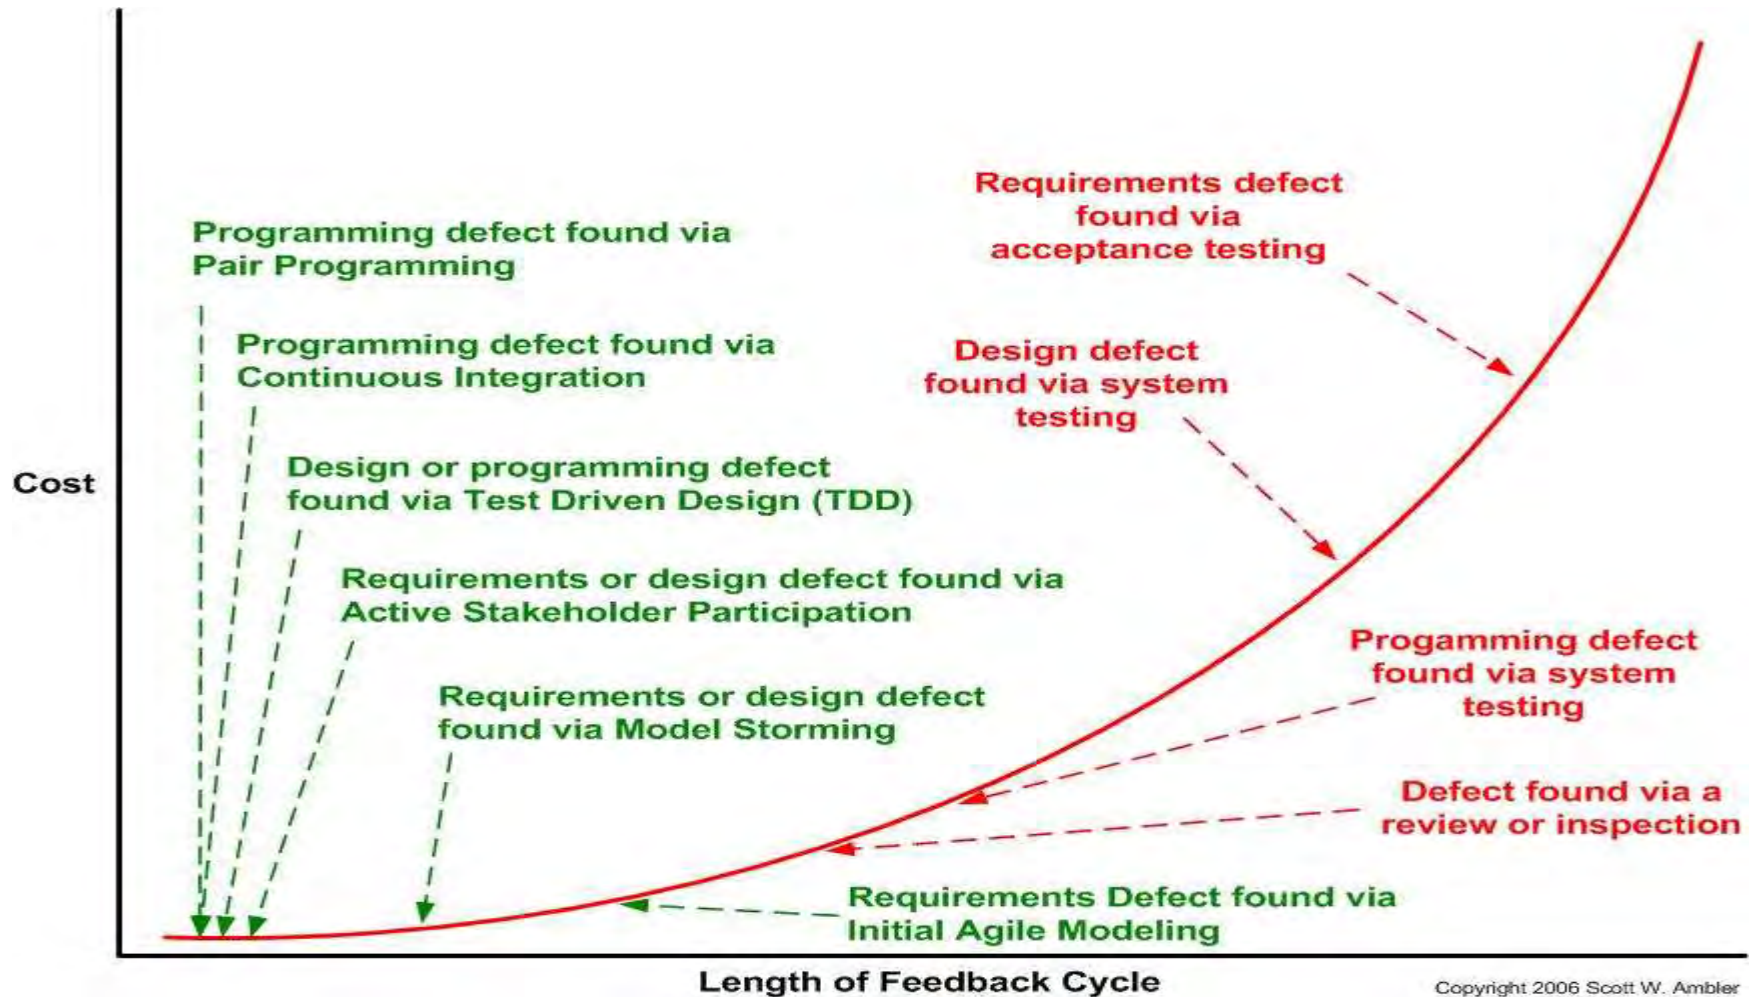 Programming defect found via
Pair Programming
Programming defect found via
Continuous Integration
Design or programming defect
found via Test Driven Design (TDD)
Requirements or design defect found via
Active Stakeholder Participation
Requirements or design defect
found via Model Storming
Requirements Defect found via
Initial Agile Modeling
Requirements defect
found via
acceptance testing
Design defect
found via system
testing
Progamming defect
found via system
testing
Defect found via a
review or inspection
Cost
Length of Feedback Cycle
Copyright 2006 Scott W. Ambler